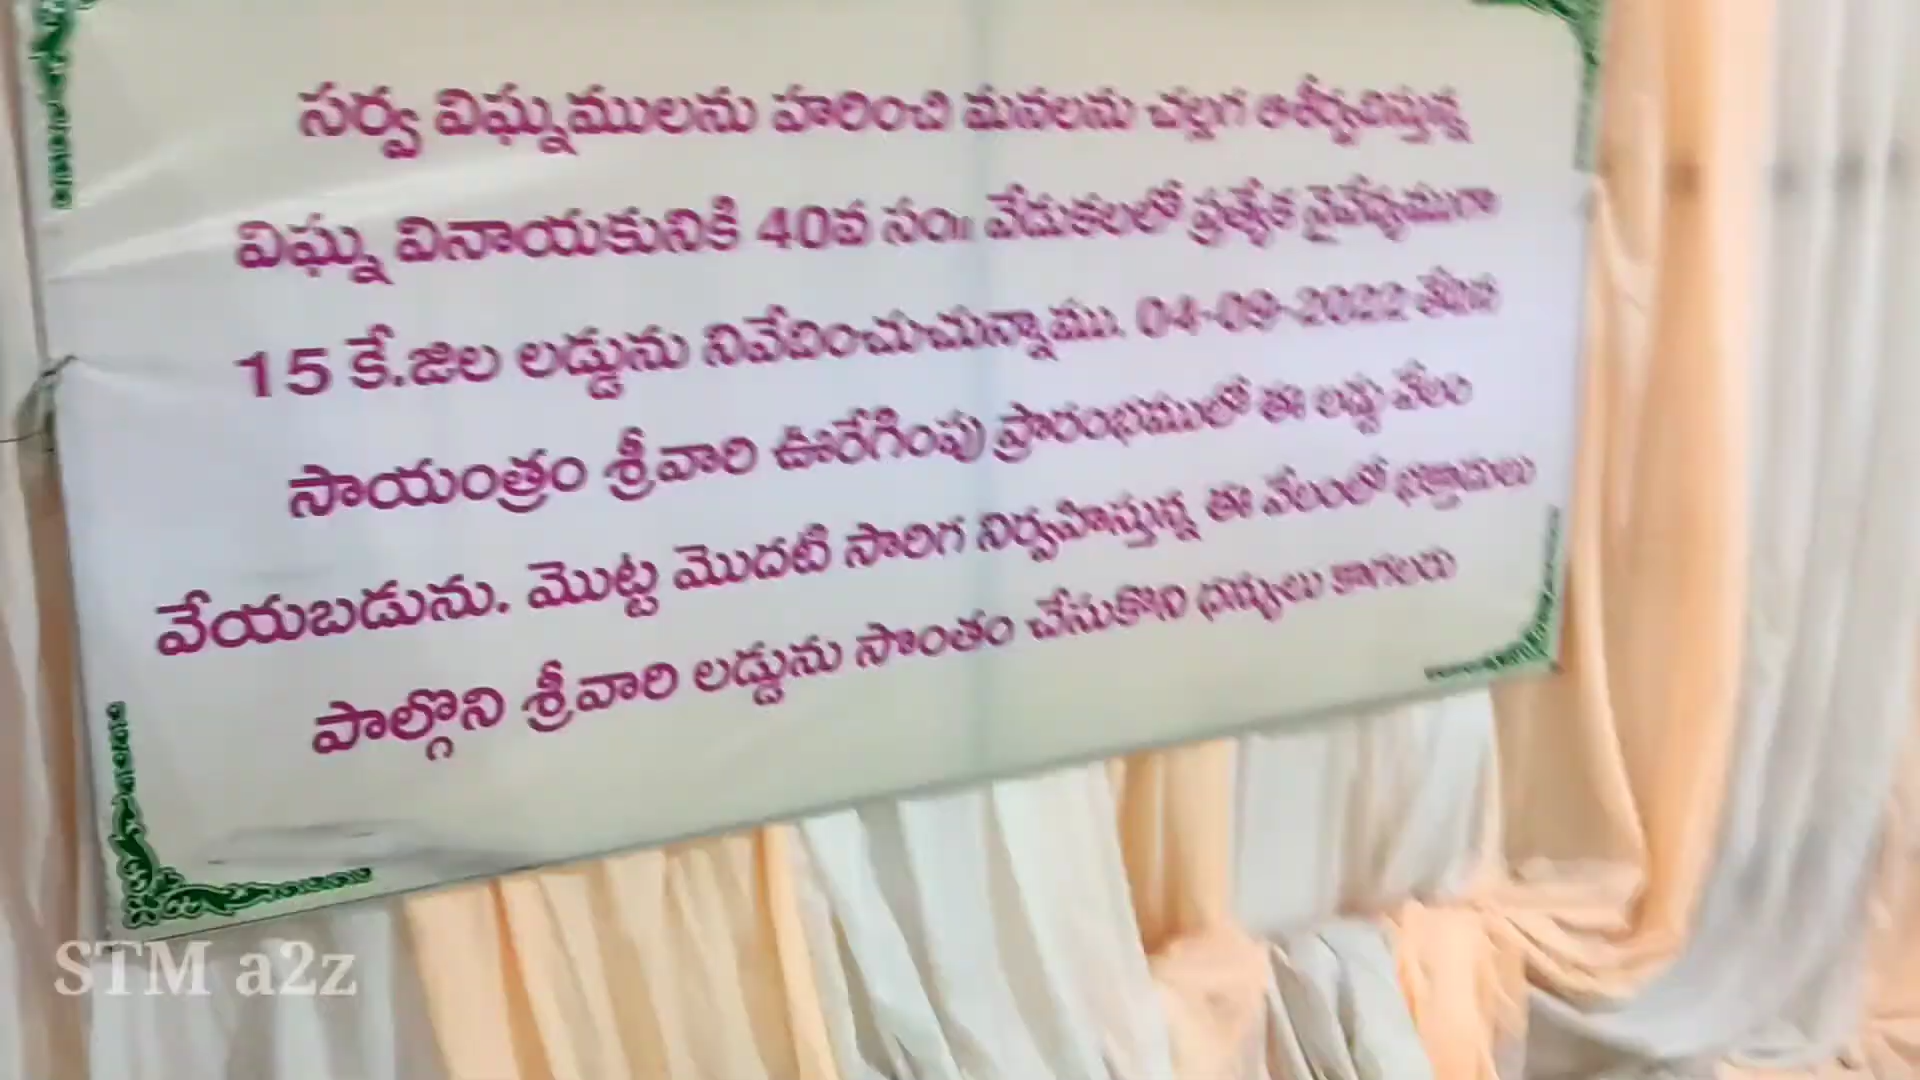 సర్వ విఘ్నములను హరించి మనలను చల్లగ ఆశీర్వదిస్తున్న
విఘ్న వినాయకునికి 40వ సం॥ వేడుకలలో ప్రత్యేక నైవేద్యముగా
15 కే.జిల లడ్డును నివేదించుచున్నాము. 04-09-2022 తేదిన
సాయంత్రం శ్రీవారి ఊరేగింపు ప్రారంభములో ఈ లడ్డు వేలం
వేయబడును. మొట్ట మొదటి సారిగ నిర్వహిస్తున్న ఈ వేలంలో భక్తాదులు
పాల్గొని శ్రీవారి లడ్డును సొంతం చేసుకొని ధన్యులు కాగలరు
STM a2z